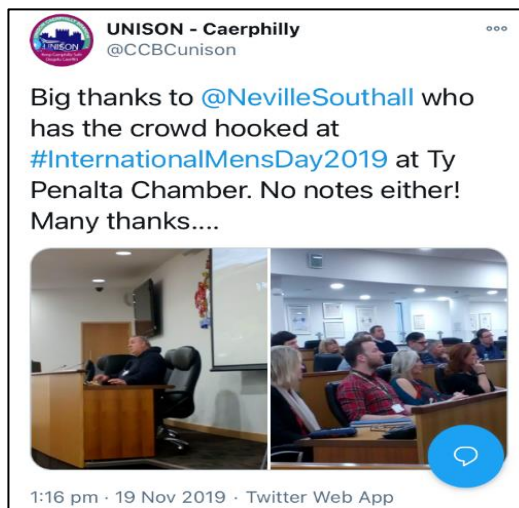 UNISON - Caerphilly
@CCBCunison
Big thanks to @NevilleSouthall who
has the crowd hooked at
#InternationalMensDay2019 at Ty
Penalta Chamber. No notes either!
Many thanks....
1:16 pm · 19 Nov 2019 · Twitter Web App
UNISON